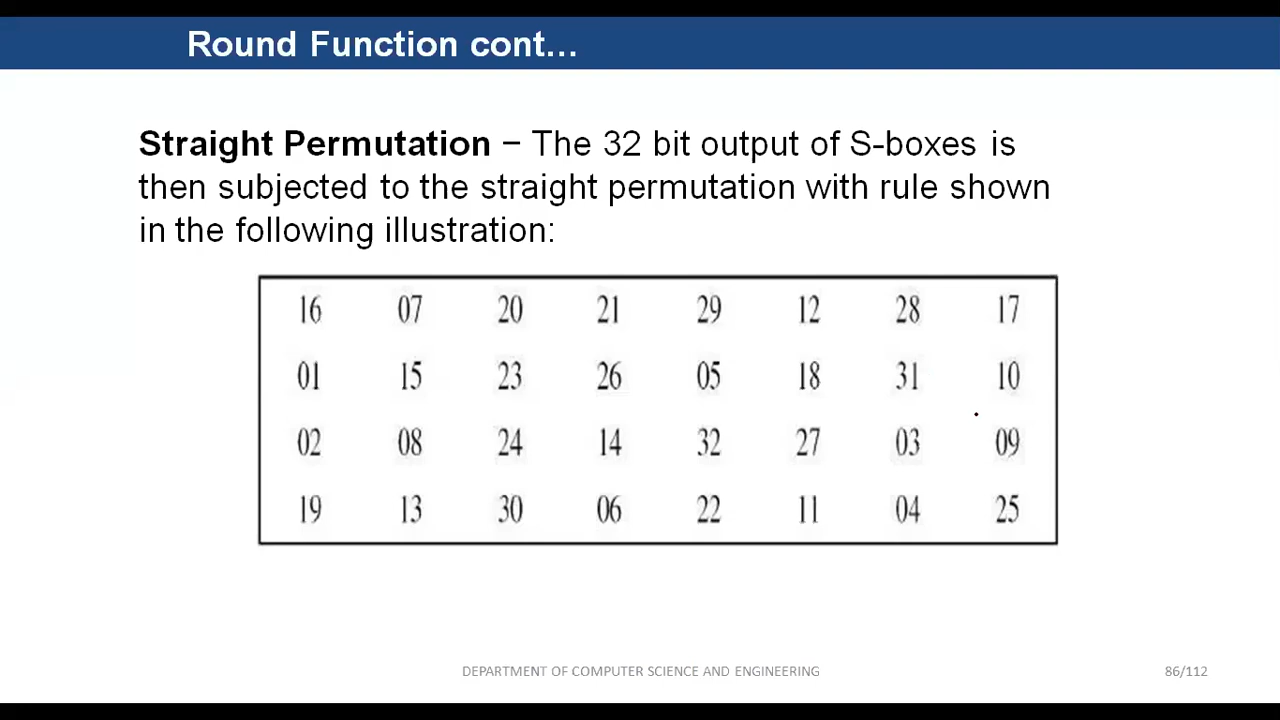 Round Function cont...
Straight Permutation − The 32 bit output of S-boxes is
then subjected to the straight permutation with rule shown
in the following illustration:
16 07 20 21 29 12 28 17
01 15 23 26 05 18 31 10
02 08 24 14 32 27 03 09
19 13 30 06 22 11 04 25
DEPARTMENT OF COMPUTER SCIENCE AND ENGINEERING 86/112